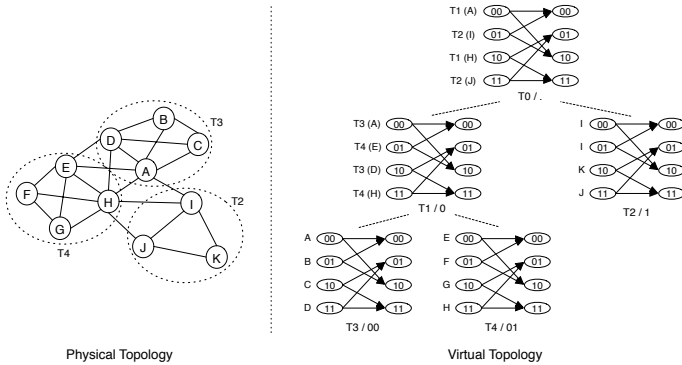 B
T3
D
C
E
A
F
H
I
T2
G
J
T4
K
Physical Topology
T1 (A) 00 00
T2 (I) 01 01
T1 (H) 10 10
T2 (J) 11 11
T0 / .
T3 (A) 00 00
T4 (E) 01 01
T3 (D) 10 10
T4 (H) 11 11
T1 / 0
I 00 00
I 01 01
K 10 10
J 11 11
T2 / 1
A 00 00
B 01 01
C 10 10
D 11 11
T3 / 00
E 00 00
F 01 01
G 10 10
H 11 11
T4 / 01
Virtual Topology